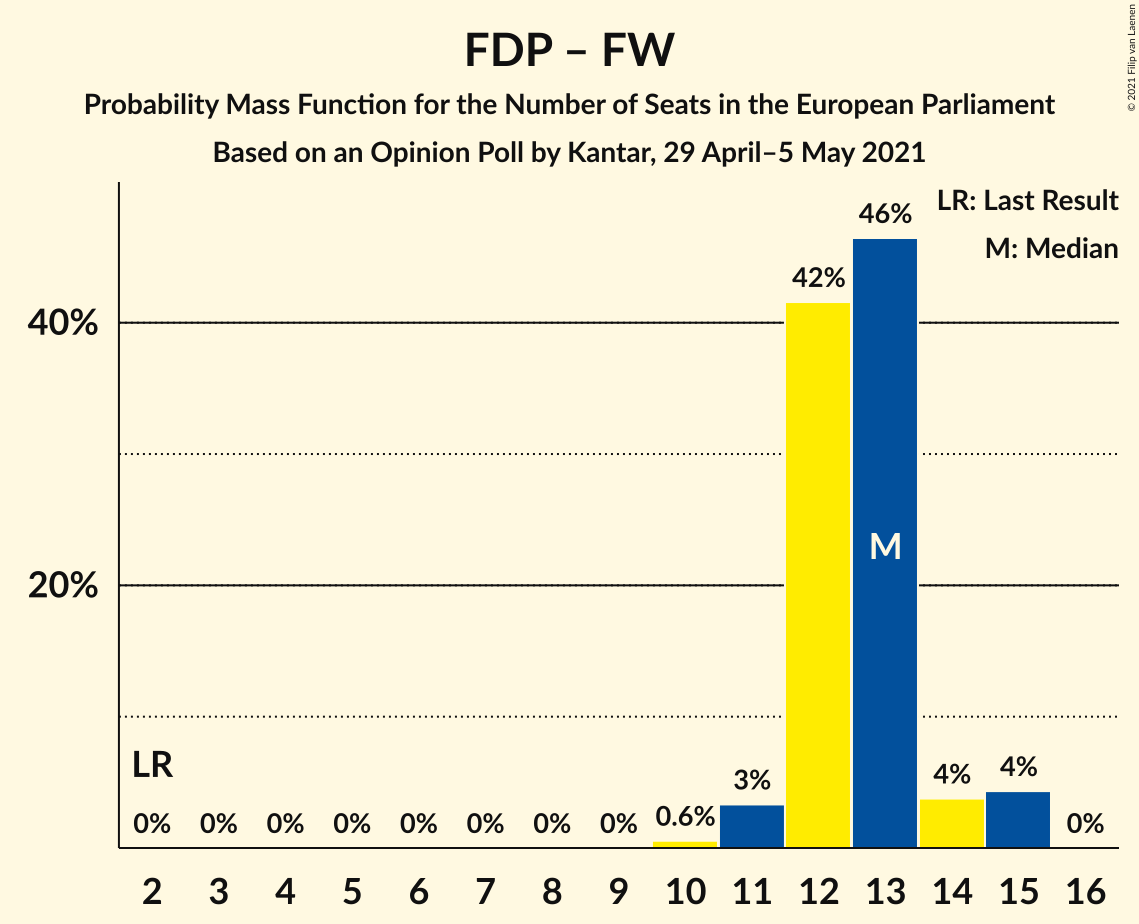 FDP – FW
Probability Mass Function for the Number of Seats in the European Parliament
Based on an Opinion Poll by Kantar, 29 April–5 May 2021
© 2021 Filip van Laenen
LR: Last Result
M: Median
46%
42%
40%
M
20%
LR
0% 0% 0% 0% 0% 0% 0% 0% 0.6% 3% 4% 4% 0%
2 3 4 5 6 7 8 9 10 11 12 13 14 15 16